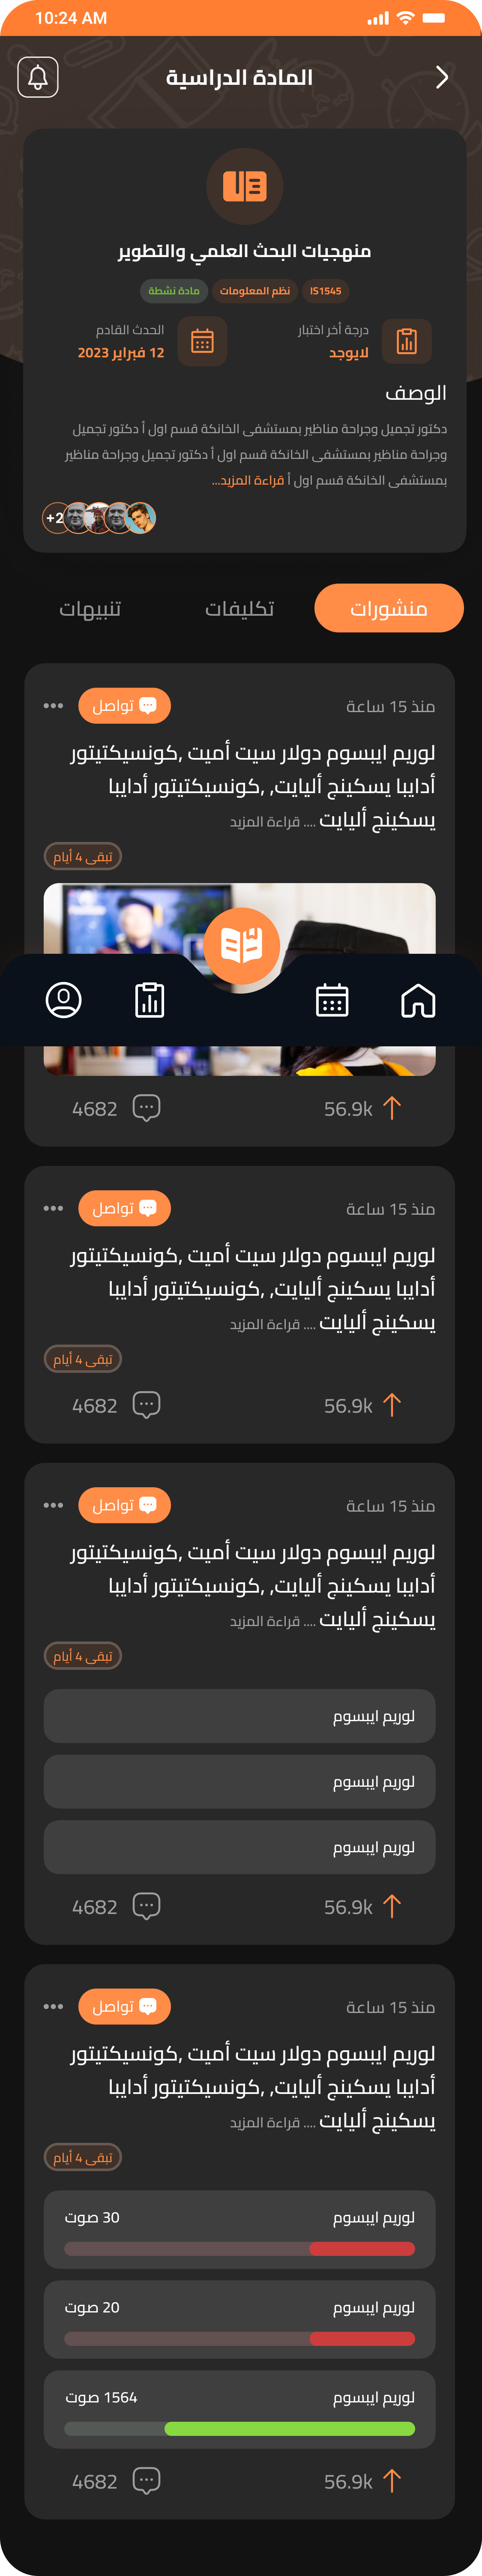 10:24 AM
المادة الدراسية
منهجيات البحث العلمي والتطوير
IS1545 نظم المعلومات مادة نشطة
درجة أخر اختبار
لايوجد
الحدث القادم
12 فبراير 2023
الوصف
دكتور تجميل وجراحة مناظير بمستشفى الخانكة قسم اول أ دكتور تجميل
وجراحة مناظير بمستشفى الخانكة قسم اول أ دكتور تجميل وجراحة مناظير
بمستشفى الخانكة قسم اول أ قراءة المزيد...
+2
منشورات تكليفات تنبيهات
منذ 15 ساعة تواصل
لوريم ايبسوم دولار سيت أميت ,كونسيكتيتور
أدايبا يسكينج أليايت, ,كونسيكتيتور أدايبا
يسكينج أليايت .... قراءة المزيد
تبقى 4 أيام
56.9k 4682
منذ 15 ساعة تواصل
لوريم ايبسوم دولار سيت أميت ,كونسيكتيتور
أدايبا يسكينج أليايت, ,كونسيكتيتور أدايبا
يسكينج أليايت .... قراءة المزيد
تبقى 4 أيام
56.9k 4682
منذ 15 ساعة تواصل
لوريم ايبسوم دولار سيت أميت ,كونسيكتيتور
أدايبا يسكينج أليايت, ,كونسيكتيتور أدايبا
يسكينج أليايت .... قراءة المزيد
تبقى 4 أيام
لوريم ايبسوم
لوريم ايبسوم
لوريم ايبسوم
56.9k 4682
منذ 15 ساعة تواصل
لوريم ايبسوم دولار سيت أميت ,كونسيكتيتور
أدايبا يسكينج أليايت, ,كونسيكتيتور أدايبا
يسكينج أليايت .... قراءة المزيد
تبقى 4 أيام
لوريم ايبسوم 30 صوت
لوريم ايبسوم 20 صوت
لوريم ايبسوم 1564 صوت
56.9k 4682